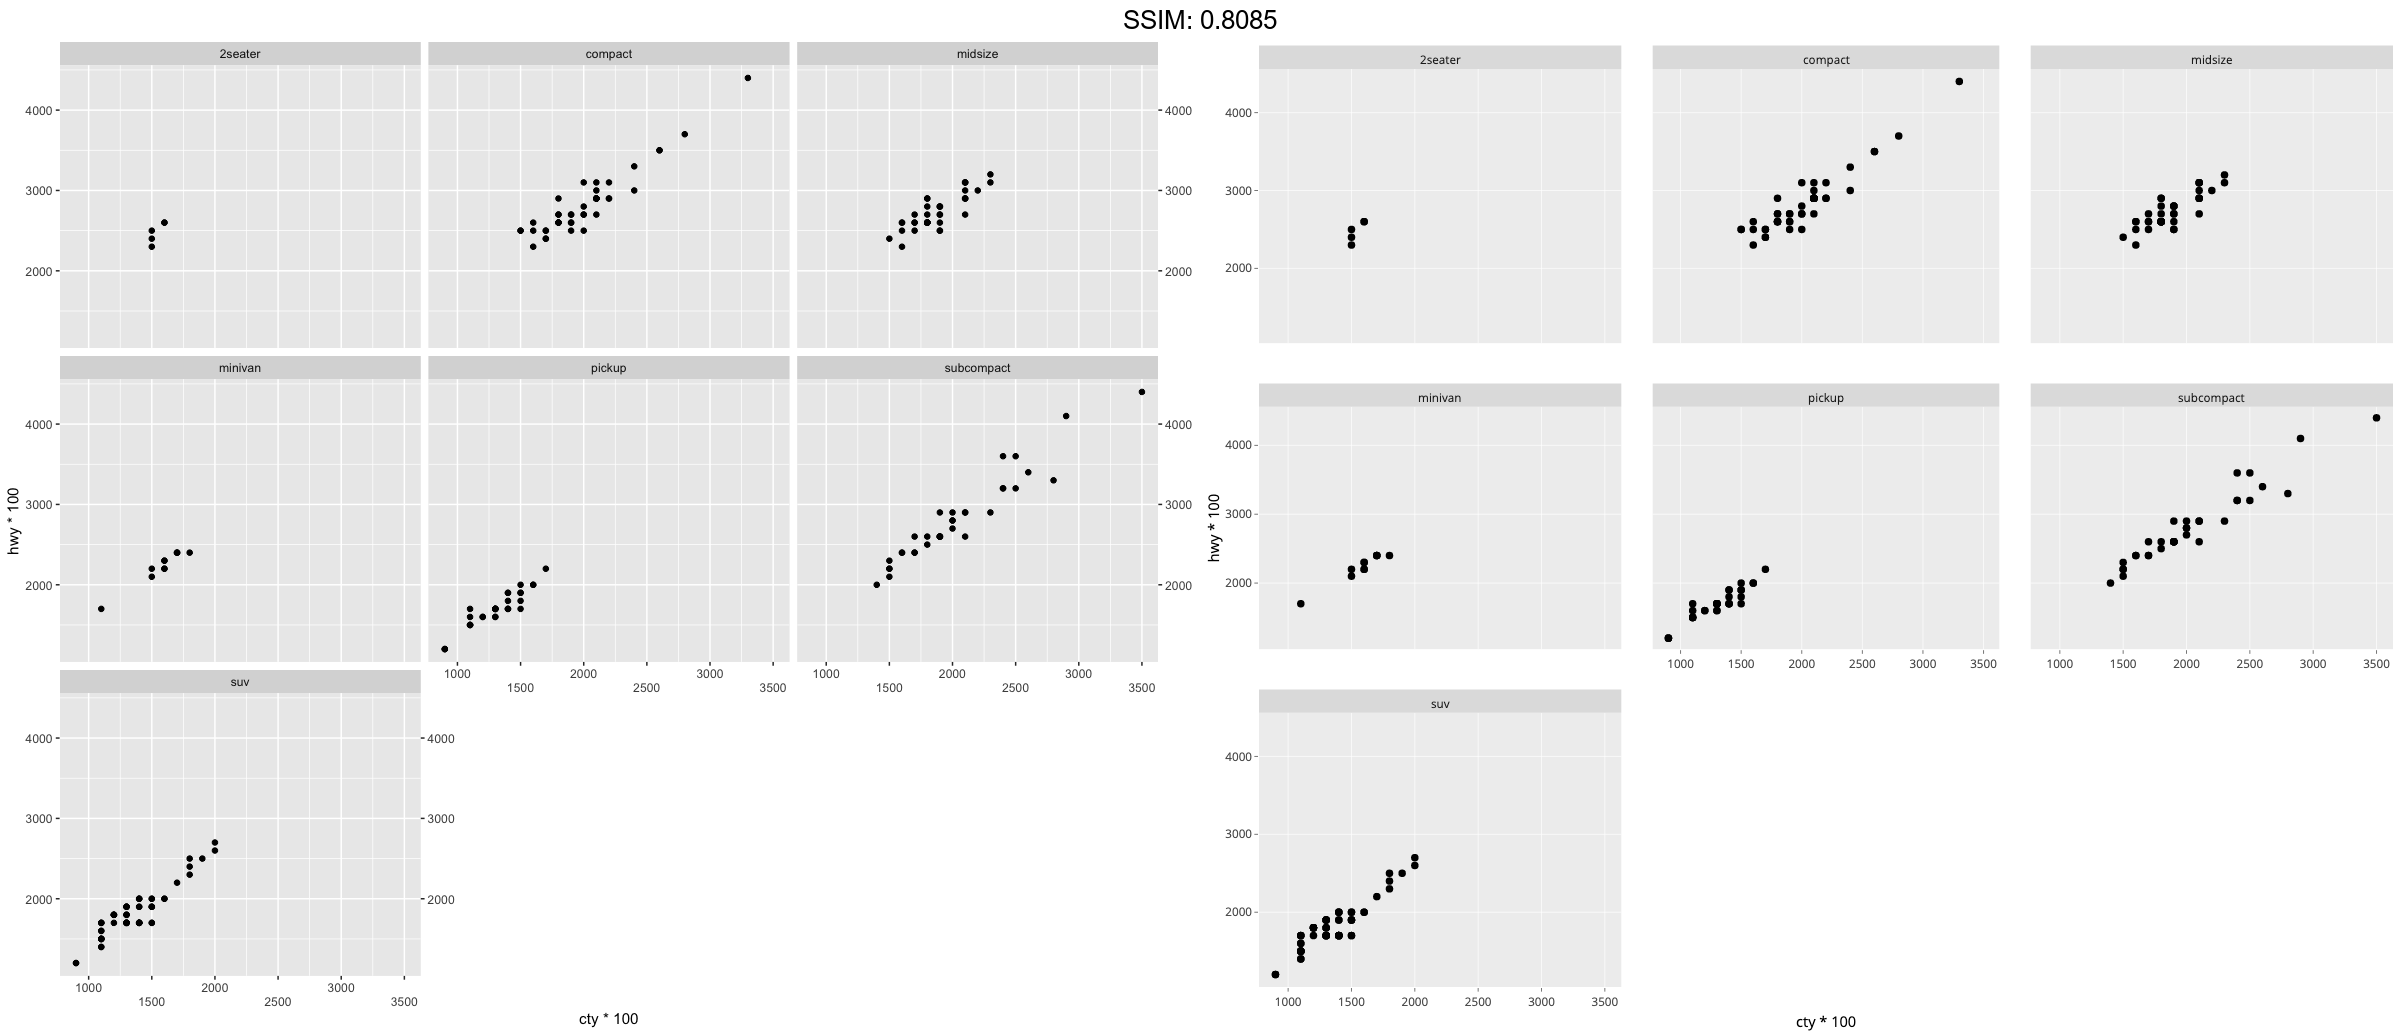 SSIM: 0.8085
2seater compact midsize
4000 4000
3000 3000
2000 2000
minivan pickup subcompact
4000 4000
3000 3000
2000 2000
1000 2000 3000 1000 2000 3000
1500 2500 3500 1500 2500 3500
suv
4000 4000
3000 3000
2000 2000
1000 2000 3000
1500 2500 3500
hwy * 100
cty * 100
2seater compact midsize
4000
3000
2000
minivan pickup subcompact
4000
3000
2000
1000 1500 2000 2500 3000 3500 1000 1500 2000 2500 3000 3500
suv
4000
3000
2000
1000 1500 2000 2500 3000 3500
hwy * 100
cty * 100